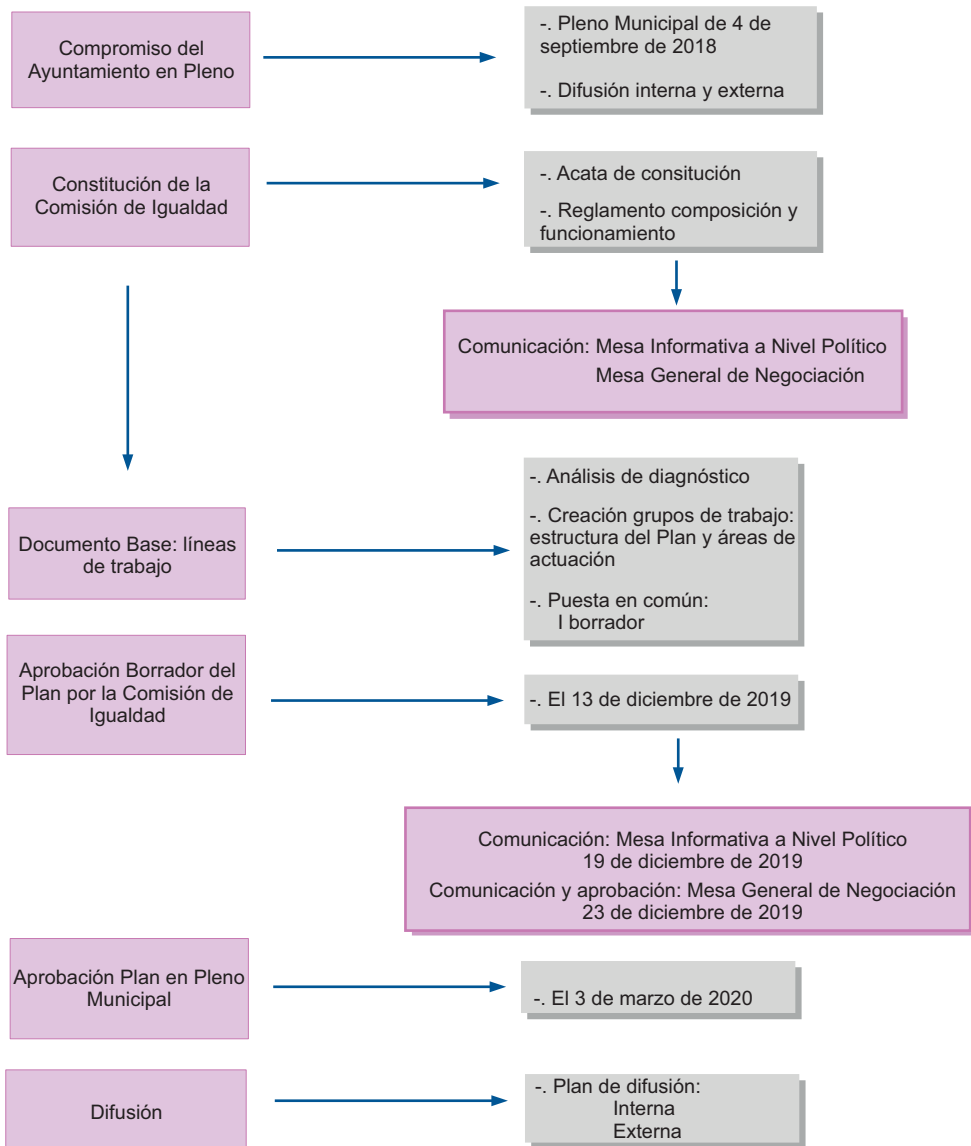 Compromiso del
Ayuntamiento en Pleno
-. Pleno Municipal de 4 de
septiembre de 2018
-. Difusión interna y externa
Constitución de la
Comisión de Igualdad
-. Acata de consitución
-. Reglamento composición y
funcionamiento
Comunicación: Mesa Informativa a Nivel Político
Mesa General de Negociación
Documento Base: líneas
de trabajo
-. Análisis de diagnóstico
-. Creación grupos de trabajo:
estructura del Plan y áreas de
actuación
-. Puesta en común:
I borrador
Aprobación Borrador del
Plan por la Comisión de
Igualdad
-. El 13 de diciembre de 2019
Comunicación: Mesa Informativa a Nivel Político
19 de diciembre de 2019
Comunicación y aprobación: Mesa General de Negociación
23 de diciembre de 2019
Aprobación Plan en Pleno
Municipal
-. El 3 de marzo de 2020
Difusión
-. Plan de difusión:
Interna
Externa